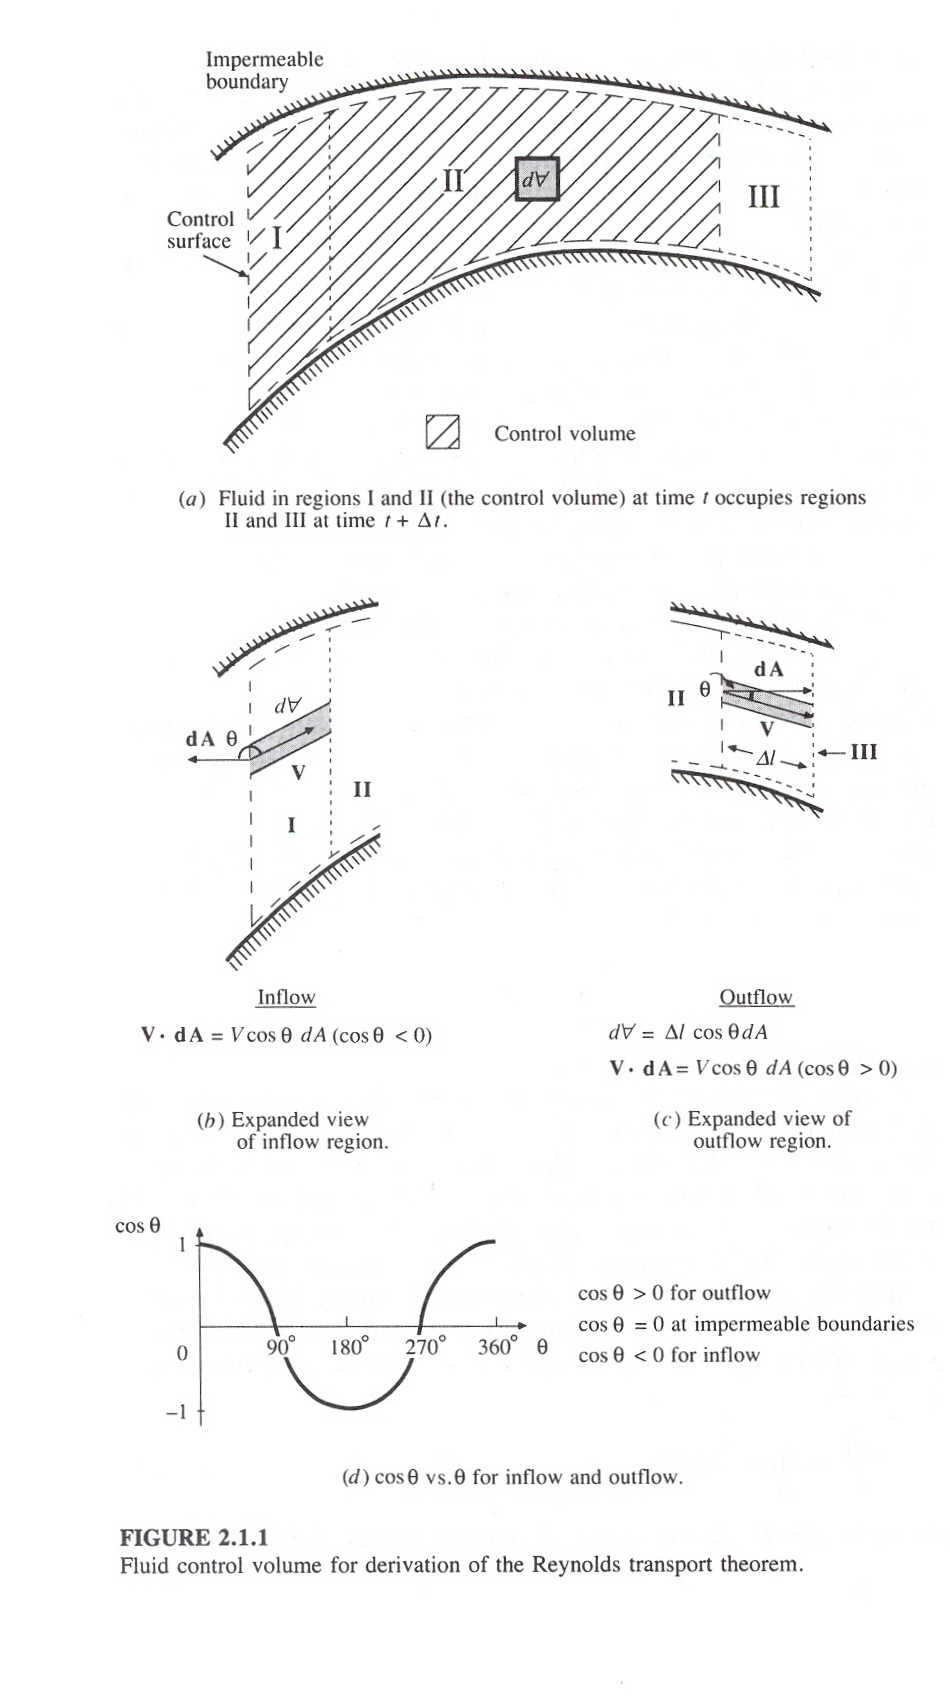 Impermeable
boundary
II
d∀
III
Control
surface
I
Control volume
(a) Fluid in regions I and II (the control volume) at time t occupies regions
II and III at time t + Δt.
d∀
dA θ
V
II
I
dA
II θ
V
Δl
III
Inflow
V · dA = V cos θ dA (cos θ < 0)
(b) Expanded view
of inflow region.
Outflow
d∀ = Δl cos θ dA
V · dA = V cos θ dA (cos θ > 0)
(c) Expanded view of
outflow region.
cos θ
1
0
90° 180° 270° 360° θ
−1
cos θ > 0 for outflow
cos θ = 0 at impermeable boundaries
cos θ < 0 for inflow
(d) cos θ vs. θ for inflow and outflow.
FIGURE 2.1.1
Fluid control volume for derivation of the Reynolds transport theorem.